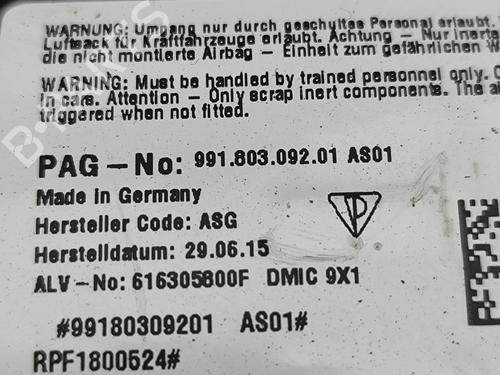 WARNUNG: Umgang nur durch geschultes Personal erlaubt.
Luftsack für Kraftfahrzeuge erlaubt. Achtung – Nur inerte
die nicht montierte Airbag – Einheit zum gefährlichen W
WARNING: Must be handled by trained personnel only. O
in cars. Attention – Only scrap inert components. The ai
triggered when not fitted.
PAG – No: 991.803.092.01 AS01
Made in Germany
Hersteller Code: ASG
Herstelldatum: 29.06.15
ALV – No: 616305600F DMIC 9X1
#99180309201 AS01#
RPF1800524#